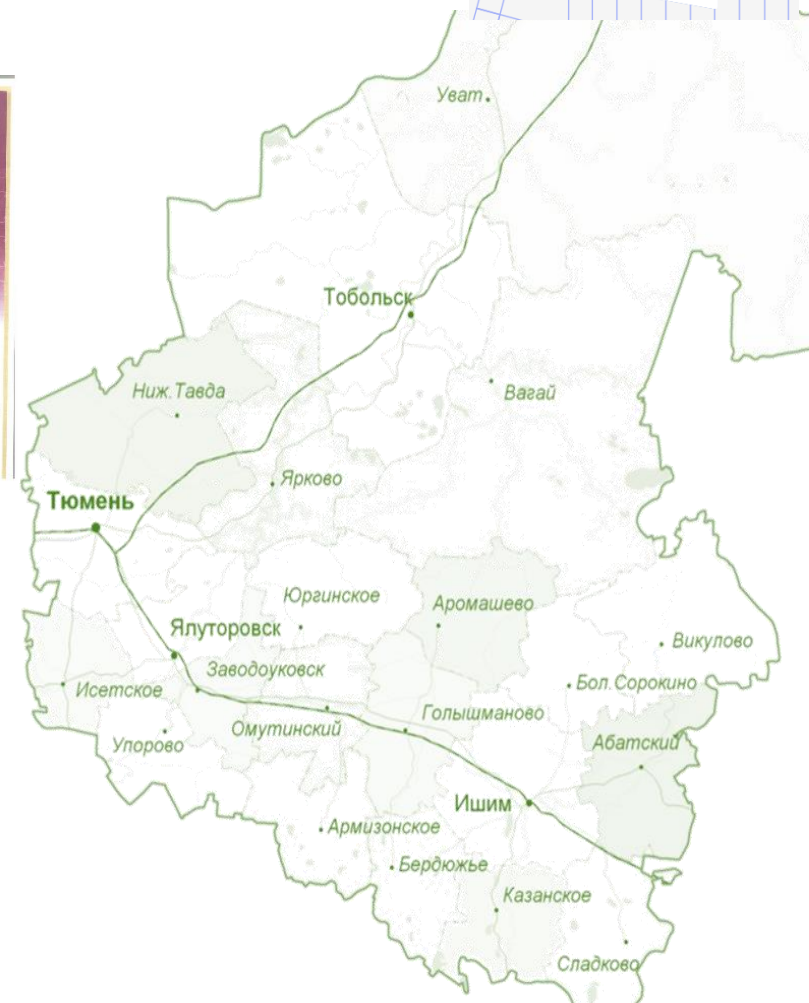 Уват
Тобольск
Ниж.Тавда
Вагай
Ярково
Тюмень
Юргинское
Аромашево
Ялуторовск
Викулово
Заводоуковск
Исетское
Бол.Сорокино
Голышманово
Омутинский
Упорово
Абатский
Ишим
Армизонское
Бердюжье
Казанское
Сладково